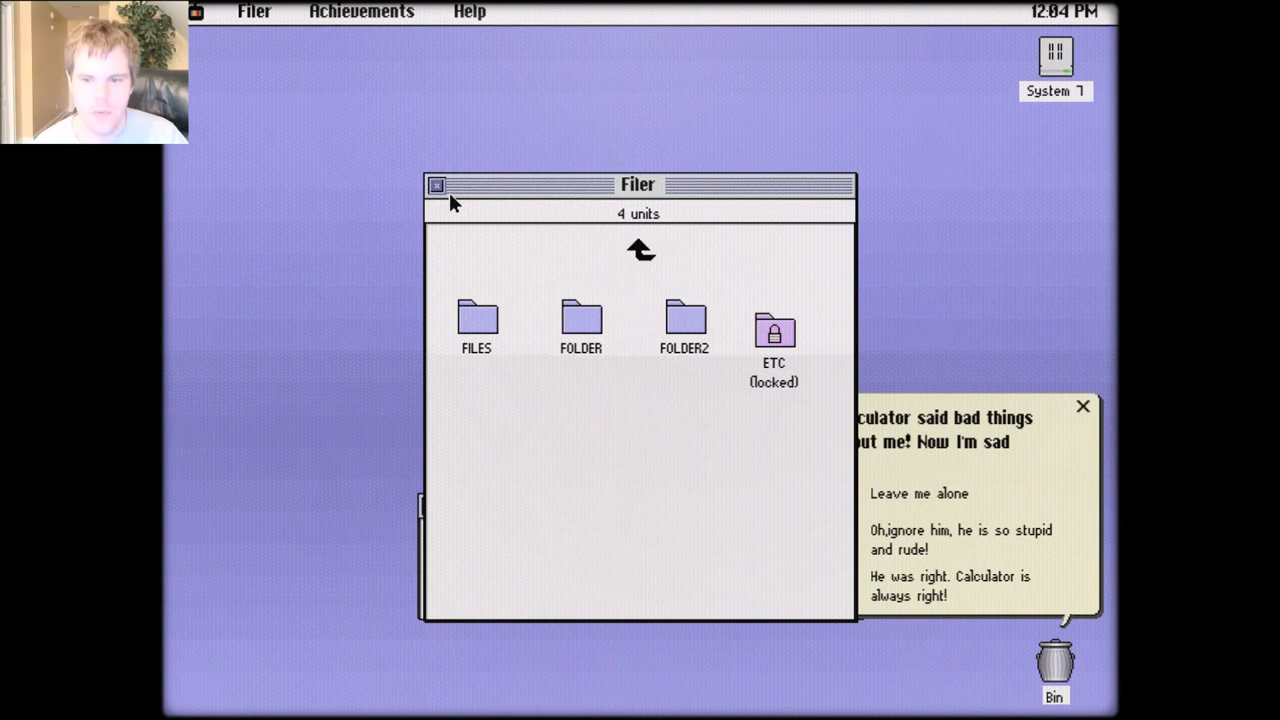 Filer Achievements Help 12:04 PM
System 7
Filer
4 units
FILES FOLDER FOLDER2 ETC
(locked)
culator said bad things
out me! Now I'm sad
Leave me alone
Oh,ignore him, he is so stupid
and rude!
He was right. Calculator is
always right!
Bin